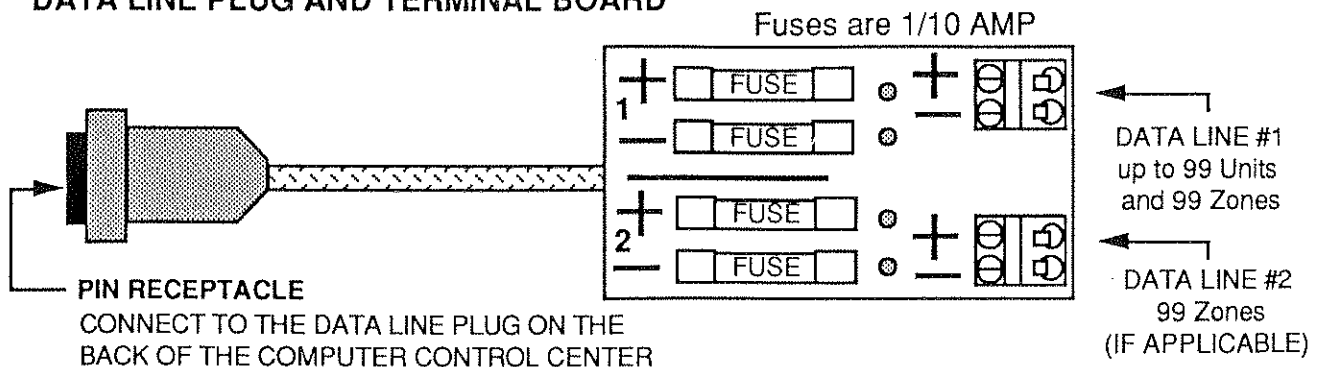 DATA LINE PLUG AND TERMINAL BOARD
Fuses are 1/10 AMP
+ FUSE +
1
− FUSE −
DATA LINE #1
up to 99 Units
and 99 Zones
+ FUSE +
2
− FUSE −
DATA LINE #2
99 Zones
(IF APPLICABLE)
PIN RECEPTACLE
CONNECT TO THE DATA LINE PLUG ON THE
BACK OF THE COMPUTER CONTROL CENTER